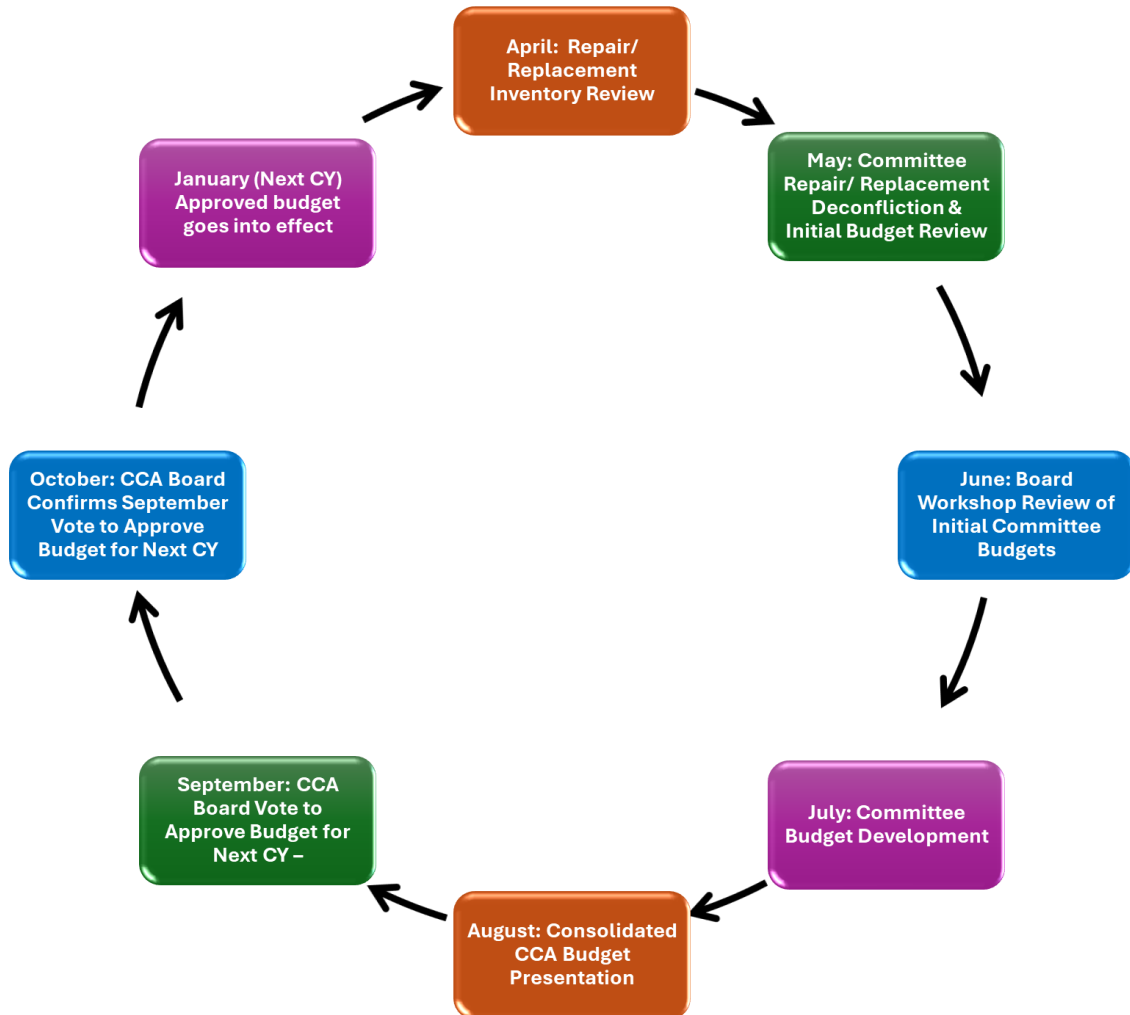 April:  Repair/
Replacement
Inventory Review
May: Committee
Repair/ Replacement
Deconfliction &
Initial Budget Review
June: Board
Workshop Review of
Initial Committee
Budgets
July: Committee
Budget Development
August: Consolidated
CCA Budget
Presentation
September: CCA
Board Vote to
Approve Budget for
Next CY –
October: CCA Board
Confirms September
Vote to Approve
Budget for Next CY
January (Next CY)
Approved budget
goes into effect